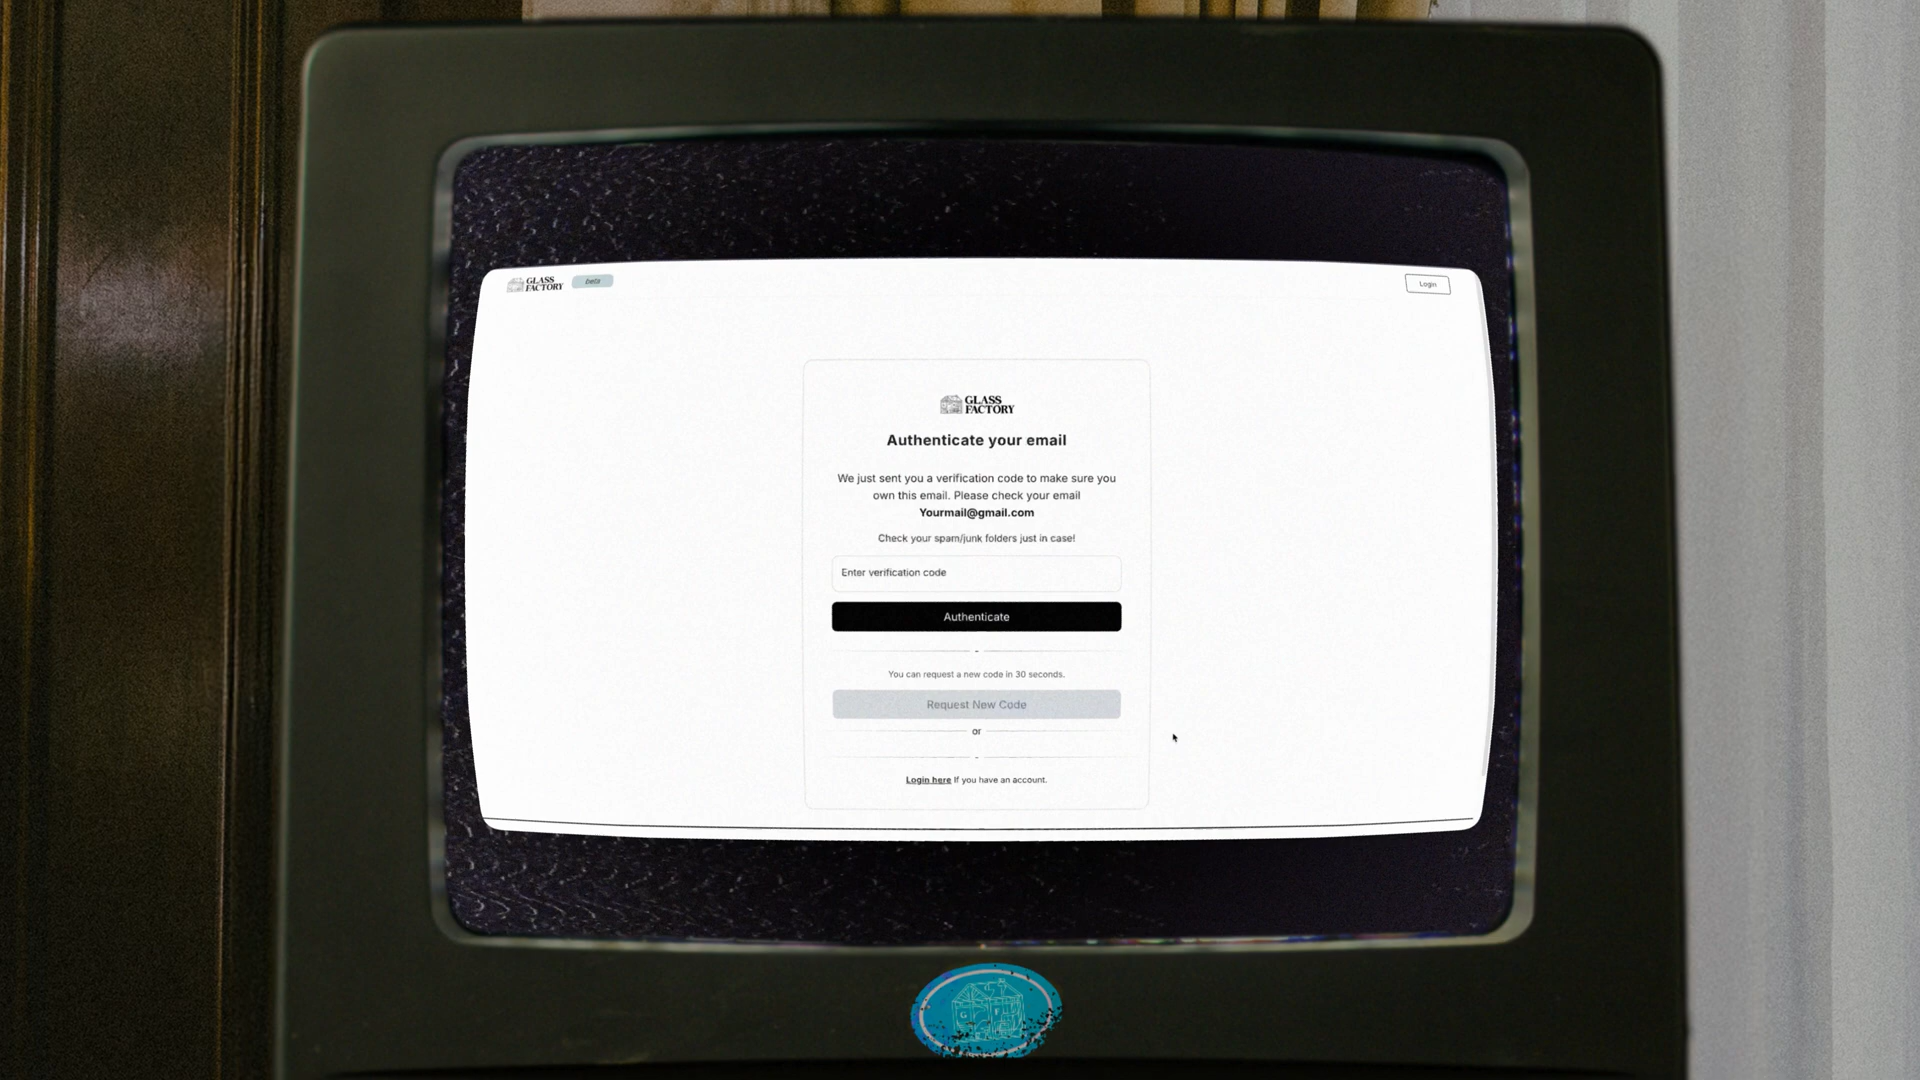 GLASS
FACTORY
beta
Login
GLASS
FACTORY
Authenticate your email
We just sent you a verification code to make sure you
own this email. Please check your email
Yourmail@gmail.com
Check your spam/junk folders just in case!
Enter verification code
Authenticate
You can request a new code in 30 seconds.
Request New Code
or
Login here If you have an account.
G F